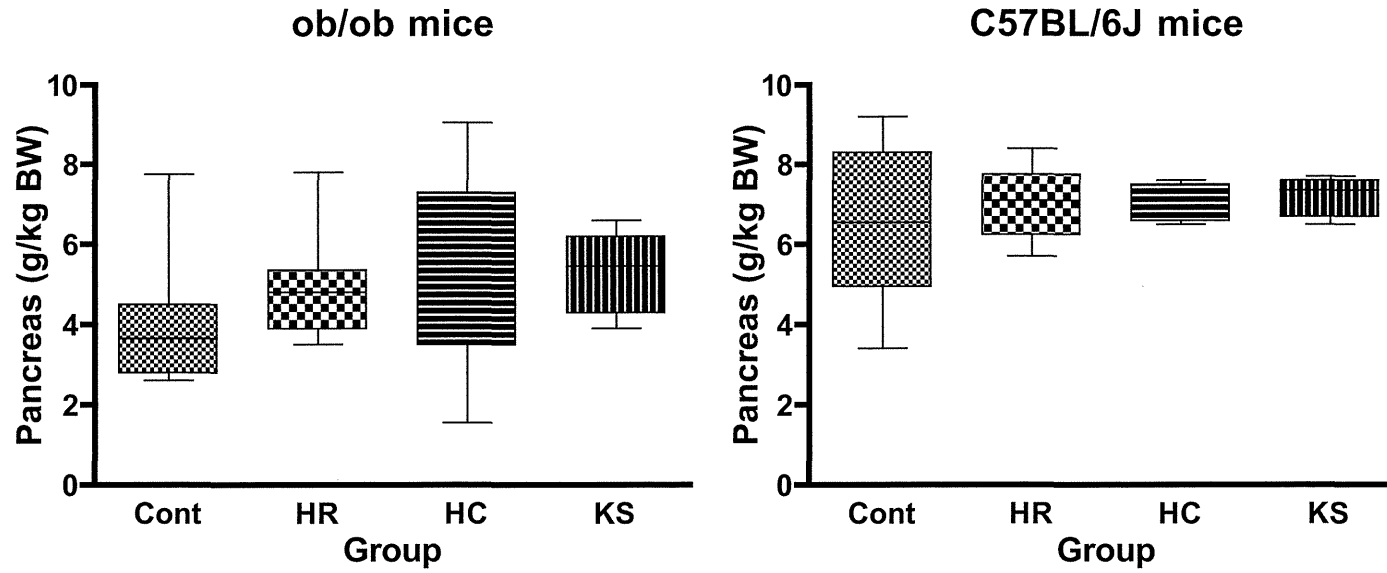 ob/ob mice
Pancreas (g/kg BW)
10
8
6
4
2
0
Cont HR HC KS
Group
C57BL/6J mice
Pancreas (g/kg BW)
10
8
6
4
2
0
Cont HR HC KS
Group